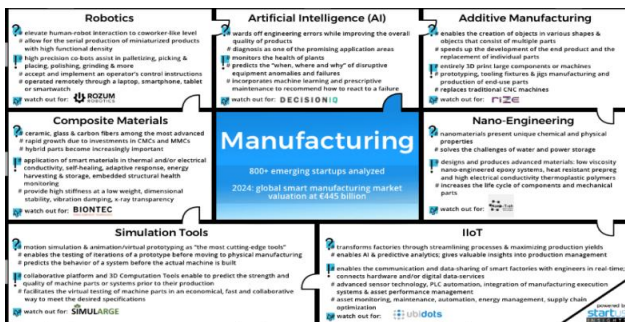 Robotics
# elevate human-robot interaction to coworker-like level
# allow for the serial production of miniaturized products
with high functional density
# high precision co-bots assist in palletizing, picking &
placing, polishing, grinding & more
# accept and implement an operator's control instructions
# operated remotely through a laptop, smartphone, tablet
or smartwatch
watch out for: ROZUM
ROBOTICS
Artificial Intelligence (AI)
# wards off engineering errors while improving the overall
quality of products
# diagnosis as one of the promising application areas
# monitors the health of plants
# predicts the "when, where and why" of disruptive
equipment anomalies and failures
# incorporates machine learning and prescriptive
maintenance to recommend how to react to a failure
watch out for: DECISIONIQ
Additive Manufacturing
# enables the creation of objects in various shapes &
objects that consist of multiple parts
# speeds up the development of the end product and the
replacement of individual parts
# entirely 3D print large components or machines
# prototyping, tooling fixtures & jigs manufacturing and
production of end-use parts
# replaces traditional CNC machines
watch out for: RIZE
Composite Materials
# ceramic, glass & carbon fibers among the most advanced
# rapid growth due to investments in CMCs and MMCs
# hybrid parts become increasingly important
# application of smart materials in thermal and/or electrical
conductivity, self-healing, adaptive response, energy
harvesting & storage, embedded structural health
monitoring
# provide high stiffness at a low weight, dimensional
stability, vibration damping, x-ray transparency
watch out for: BIONTEC
Manufacturing
800+ emerging startups analyzed
2024: global smart manufacturing market
valuation at €445 billion
Nano-Engineering
# nanomaterials present unique chemical and physical
properties
# solves the challenges of water and power storage
# designs and produces advanced materials: low viscosity
nano-engineered epoxy systems, heat resistant prepreg
and high electrical conductivity thermoplastic polymers
# increases the life cycle of components and mechanical
parts
watch out for:
Simulation Tools
# motion simulation & animation/virtual prototyping as "the most cutting-edge tools"
# enables the testing of iterations of a prototype before moving to physical manufacturing
# predicts the behavior of a system before the actual machine is built
# collaborative platform and 3D Computation Tools enable to predict the strength and
quality of machine parts or systems prior to their production
# facilitates the virtual testing of machine parts in an economical, fast and collaborative
way to meet the desired specifications
watch out for: SIMULARGE
IIoT
# transforms factories through streamlining processes & maximizing production yields
# enables AI & predictive analytics; gives valuable insights into production management
# enables the communication and data-sharing of smart factories with engineers in real-time;
connects hardware and/or digital data-services
# advanced sensor technology, PLC automation, integration of manufacturing execution
systems & asset performance management
# asset monitoring, maintenance, automation, energy management, supply chain
optimization
watch out for: ubidots
powered by
startus
INSIGHTS